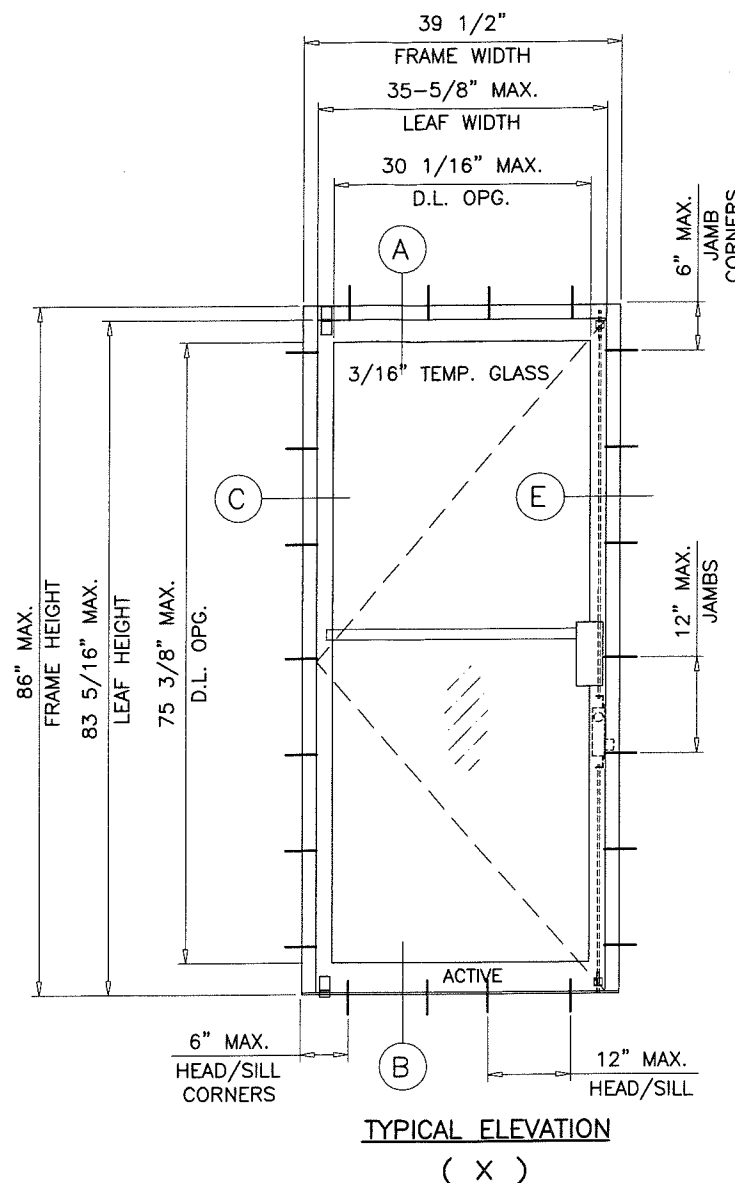 39 1/2"
FRAME WIDTH
35-5/8" MAX.
LEAF WIDTH
30 1/16" MAX.
D.L. OPG.
A
6" MAX.
JAMB
CORNERS
3/16" TEMP. GLASS
C
E
86" MAX.
FRAME HEIGHT
83 5/16" MAX.
LEAF HEIGHT
75 3/8" MAX.
D.L. OPG.
12" MAX.
JAMBS
ACTIVE
6" MAX.
HEAD/SILL
CORNERS
B
12" MAX.
HEAD/SILL
TYPICAL ELEVATION
( X )